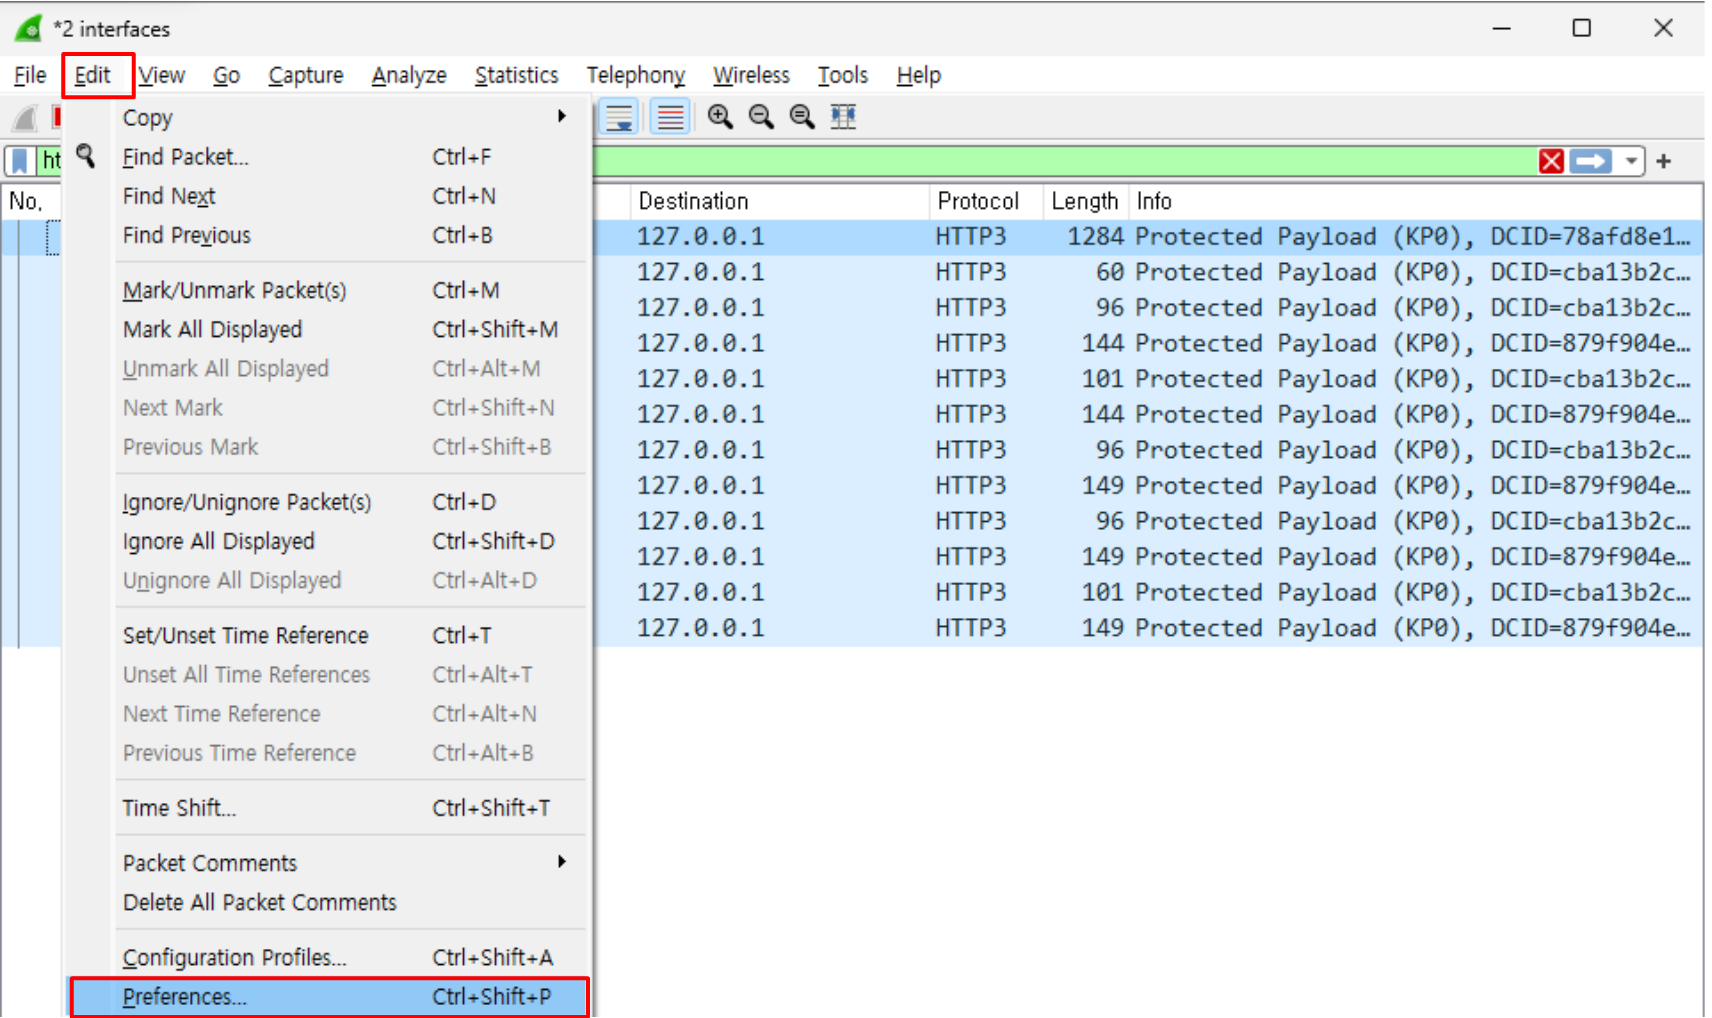 *2 interfaces
File Edit View Go Capture Analyze Statistics Telephony Wireless Tools Help
Copy
Find Packet... Ctrl+F
Find Next Ctrl+N
Find Previous Ctrl+B
Mark/Unmark Packet(s) Ctrl+M
Mark All Displayed Ctrl+Shift+M
Unmark All Displayed Ctrl+Alt+M
Next Mark Ctrl+Shift+N
Previous Mark Ctrl+Shift+B
Ignore/Unignore Packet(s) Ctrl+D
Ignore All Displayed Ctrl+Shift+D
Unignore All Displayed Ctrl+Alt+D
Set/Unset Time Reference Ctrl+T
Unset All Time References Ctrl+Alt+T
Next Time Reference Ctrl+Alt+N
Previous Time Reference Ctrl+Alt+B
Time Shift... Ctrl+Shift+T
Packet Comments
Delete All Packet Comments
Configuration Profiles... Ctrl+Shift+A
Preferences... Ctrl+Shift+P
ht
No. Destination Protocol Length Info
127.0.0.1 HTTP3 1284 Protected Payload (KP0), DCID=78afd8e1…
127.0.0.1 HTTP3 60 Protected Payload (KP0), DCID=cba13b2c…
127.0.0.1 HTTP3 96 Protected Payload (KP0), DCID=cba13b2c…
127.0.0.1 HTTP3 144 Protected Payload (KP0), DCID=879f904e…
127.0.0.1 HTTP3 101 Protected Payload (KP0), DCID=cba13b2c…
127.0.0.1 HTTP3 144 Protected Payload (KP0), DCID=879f904e…
127.0.0.1 HTTP3 96 Protected Payload (KP0), DCID=cba13b2c…
127.0.0.1 HTTP3 149 Protected Payload (KP0), DCID=879f904e…
127.0.0.1 HTTP3 96 Protected Payload (KP0), DCID=cba13b2c…
127.0.0.1 HTTP3 149 Protected Payload (KP0), DCID=879f904e…
127.0.0.1 HTTP3 101 Protected Payload (KP0), DCID=cba13b2c…
127.0.0.1 HTTP3 149 Protected Payload (KP0), DCID=879f904e…